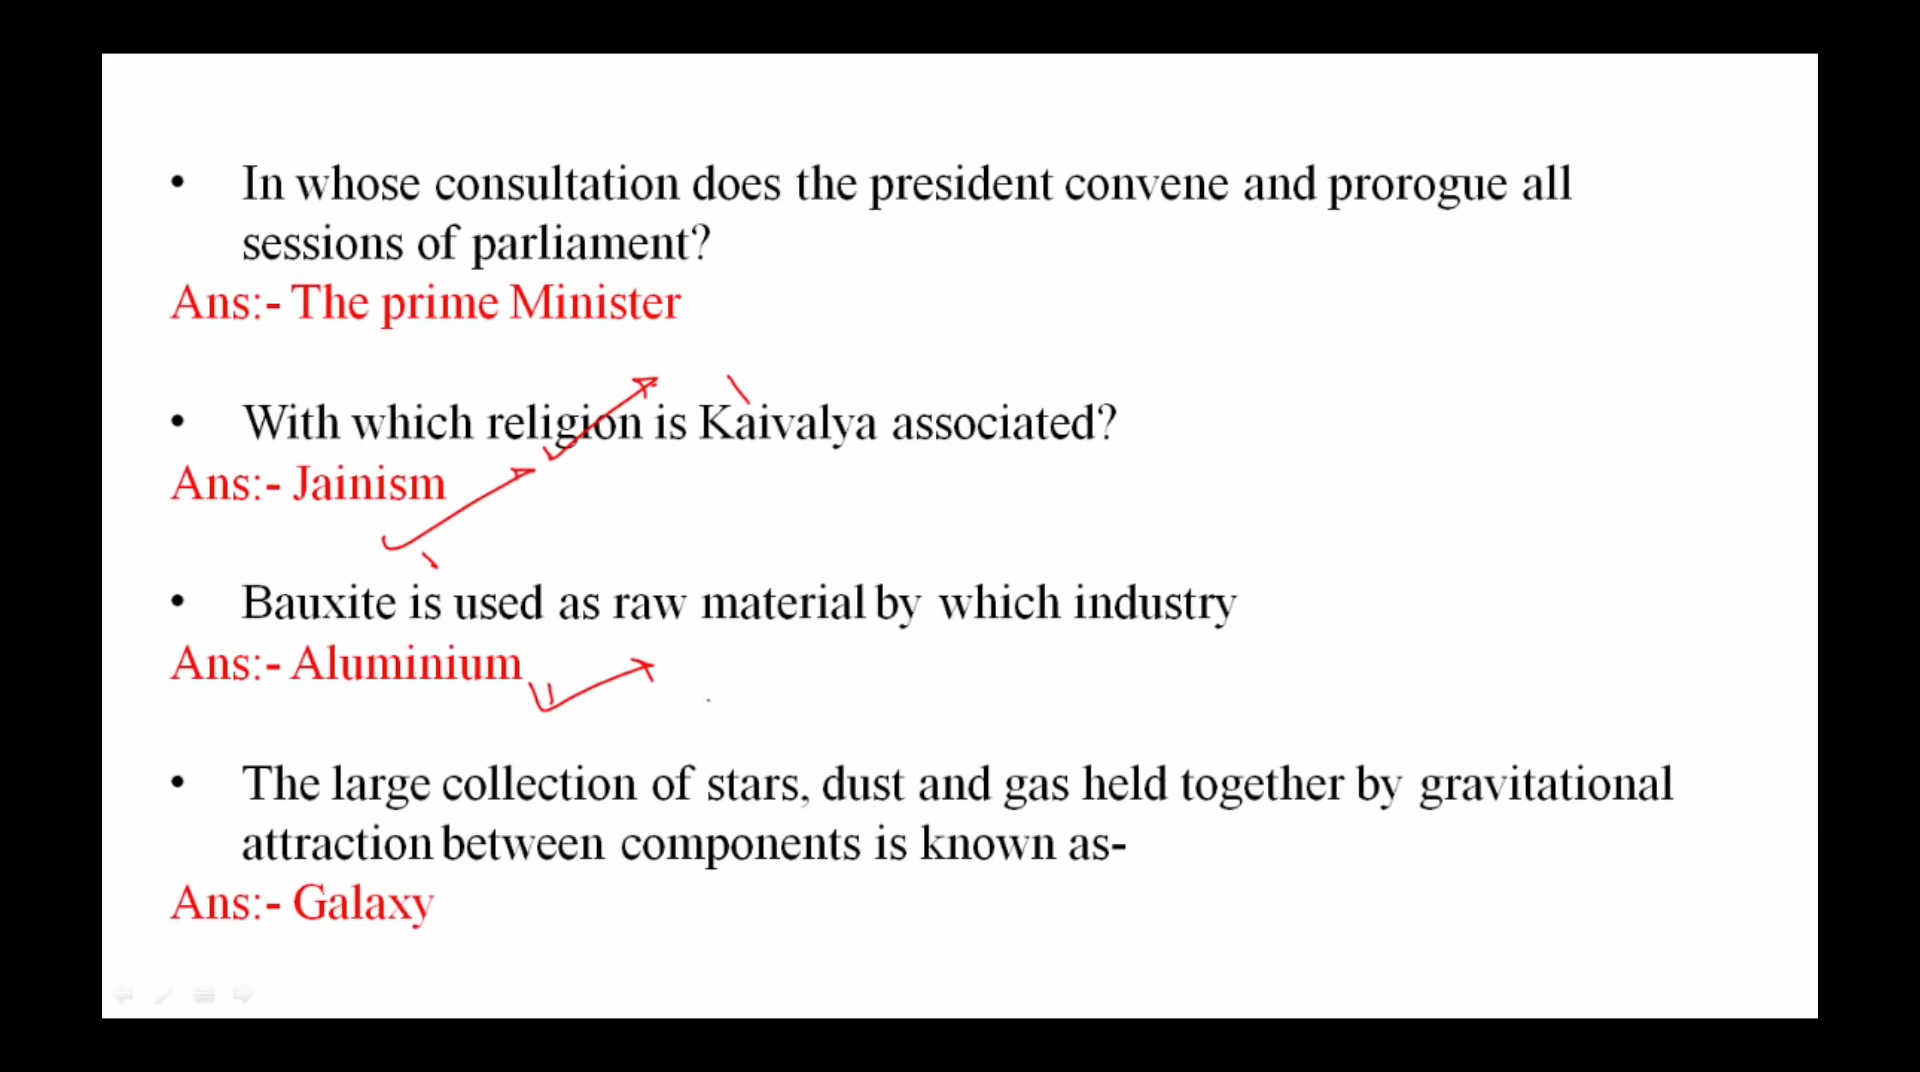 • In whose consultation does the president convene and prorogue all
sessions of parliament?
Ans:- The prime Minister
• With which religion is Kaivalya associated?
Ans:- Jainism
• Bauxite is used as raw material by which industry
Ans:- Aluminium
• The large collection of stars, dust and gas held together by gravitational
attraction between components is known as-
Ans:- Galaxy